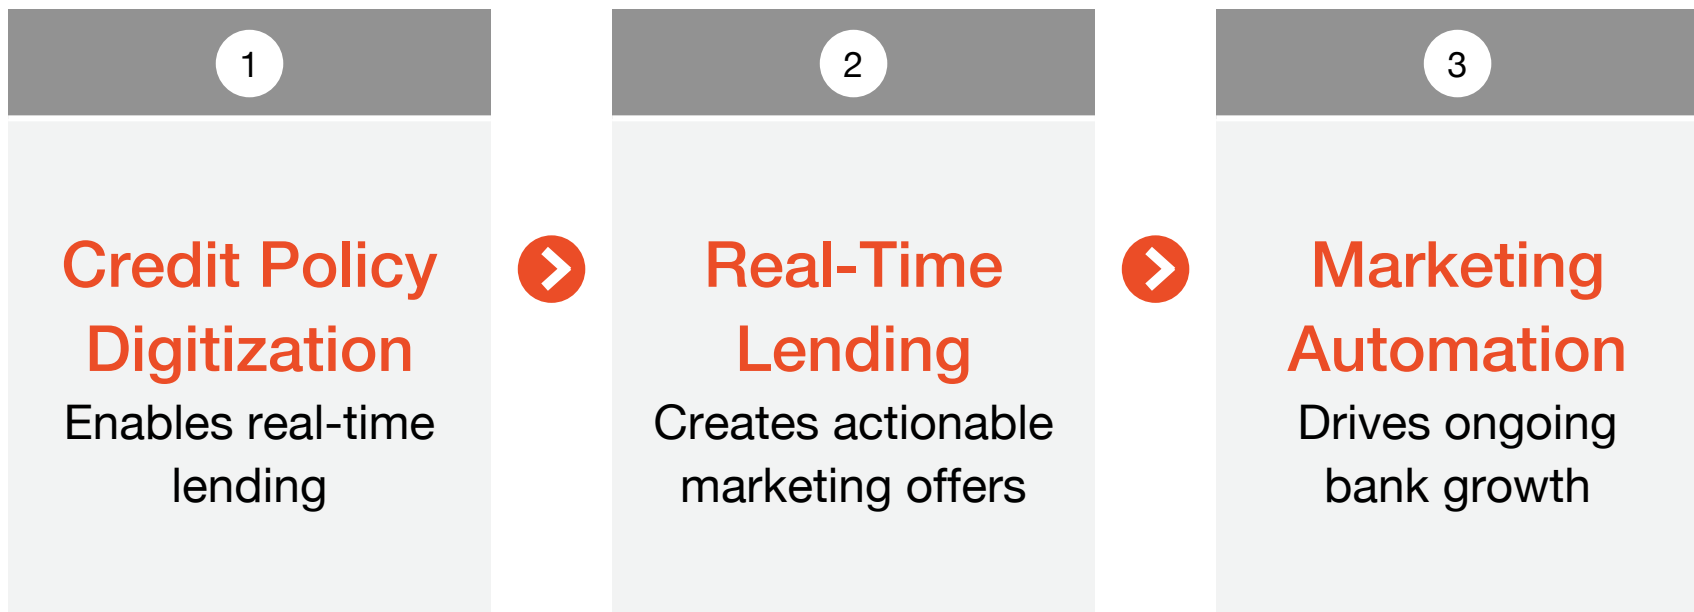 1
Credit Policy
Digitization
Enables real-time
lending
2
Real-Time
Lending
Creates actionable
marketing offers
3
Marketing
Automation
Drives ongoing
bank growth